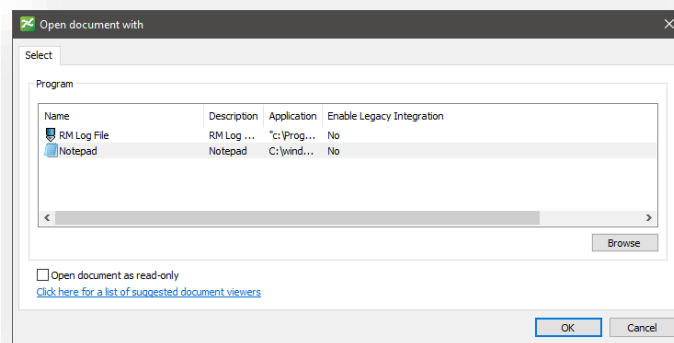 Open document with
Select
Program
Name Description Application Enable Legacy Integration
RM Log File RM Log ... "c:\Prog... No
Notepad Notepad C:\wind... No
Browse
Open document as read-only
Click here for a list of suggested document viewers
OK Cancel